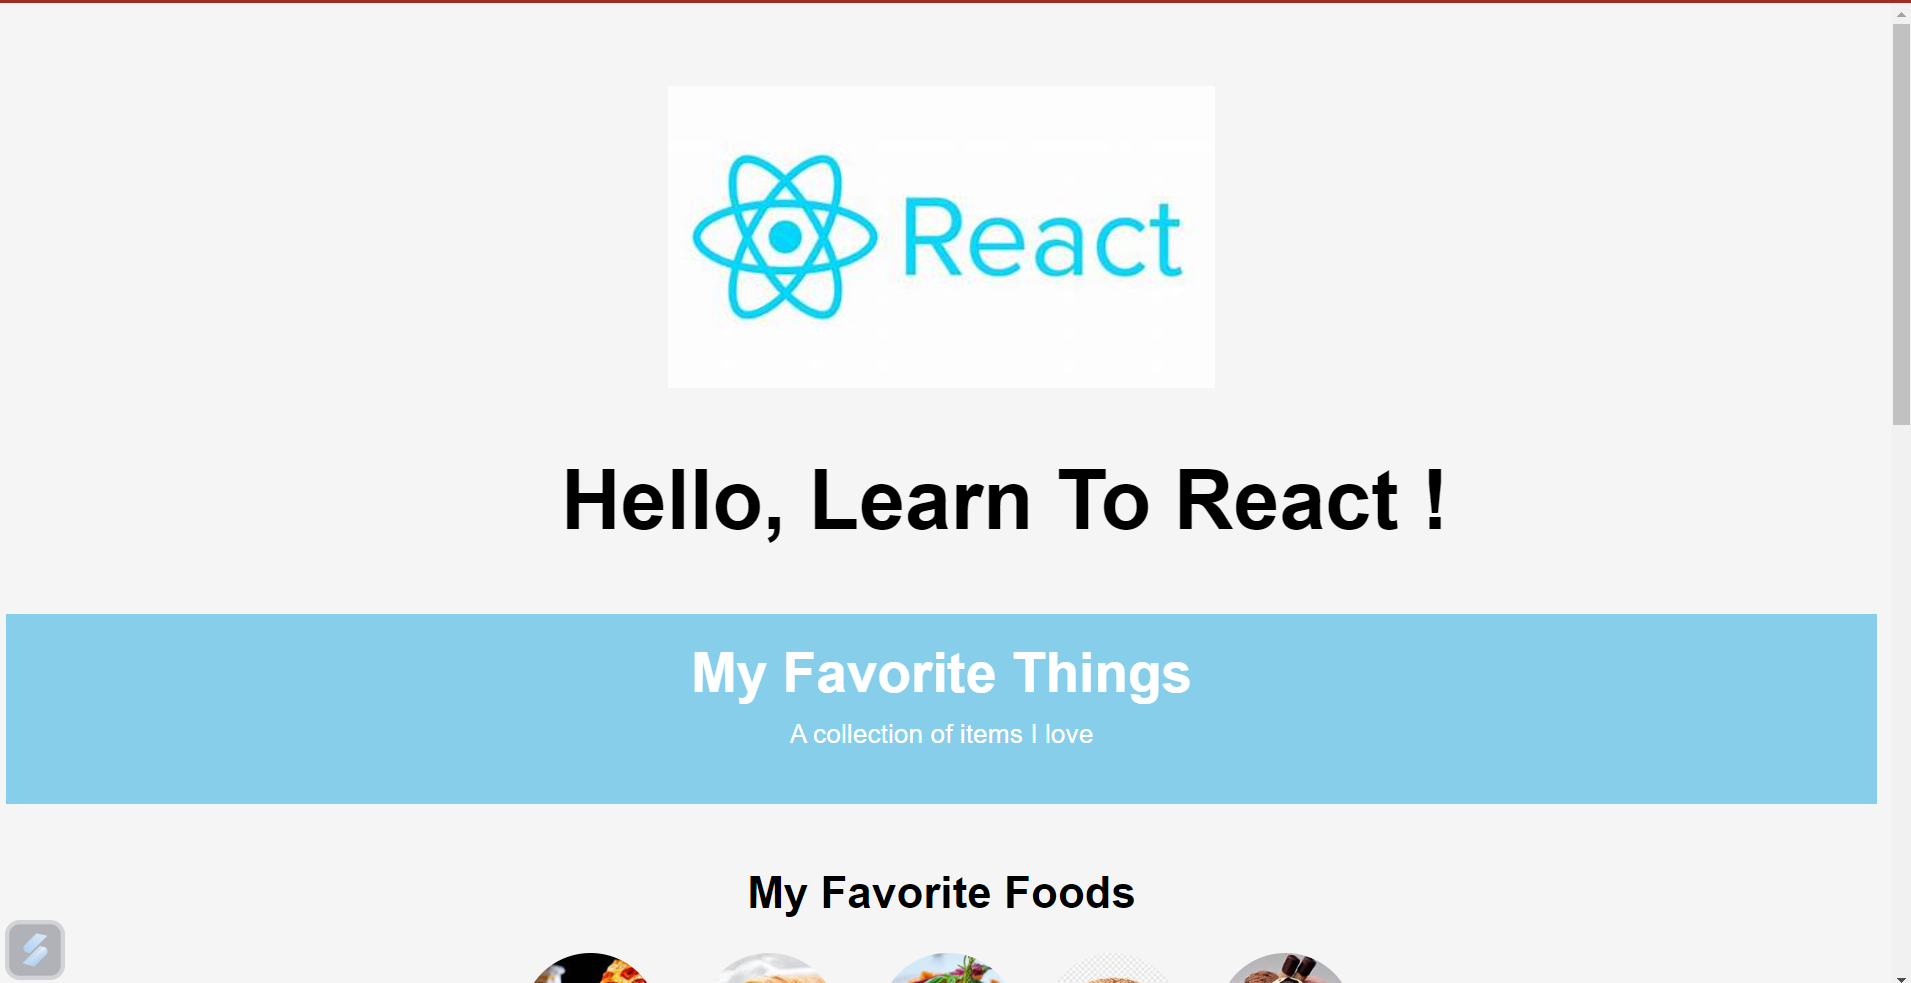 React
Hello, Learn To React !
My Favorite Things
A collection of items I love
My Favorite Foods